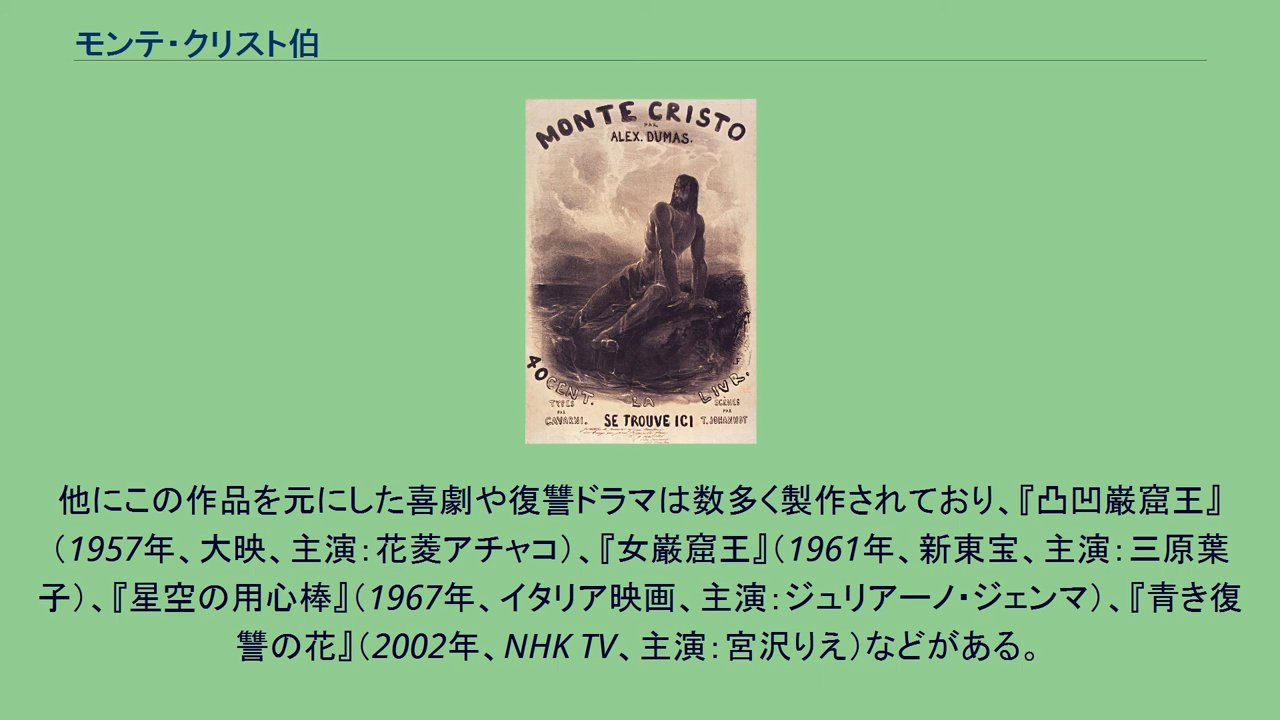 モンテ・クリスト伯
MONTE CRISTO
PAR
ALEX. DUMAS.
40 CENT. LA LIVR.
TYPES
PAR
GAVARNI.
SE TROUVE ICI
SCÈNES
PAR
T. JOHANNOT
他にこの作品を元にした喜劇や復讐ドラマは数多く製作されており、『凸凹巌窟王』
（1957年、大映、主演：花菱アチャコ）、『女巌窟王』（1961年、新東宝、主演：三原葉
子）、『星空の用心棒』（1967年、イタリア映画、主演：ジュリアーノ・ジェンマ）、『青き復
讐の花』（2002年、NHK TV、主演：宮沢りえ）などがある。